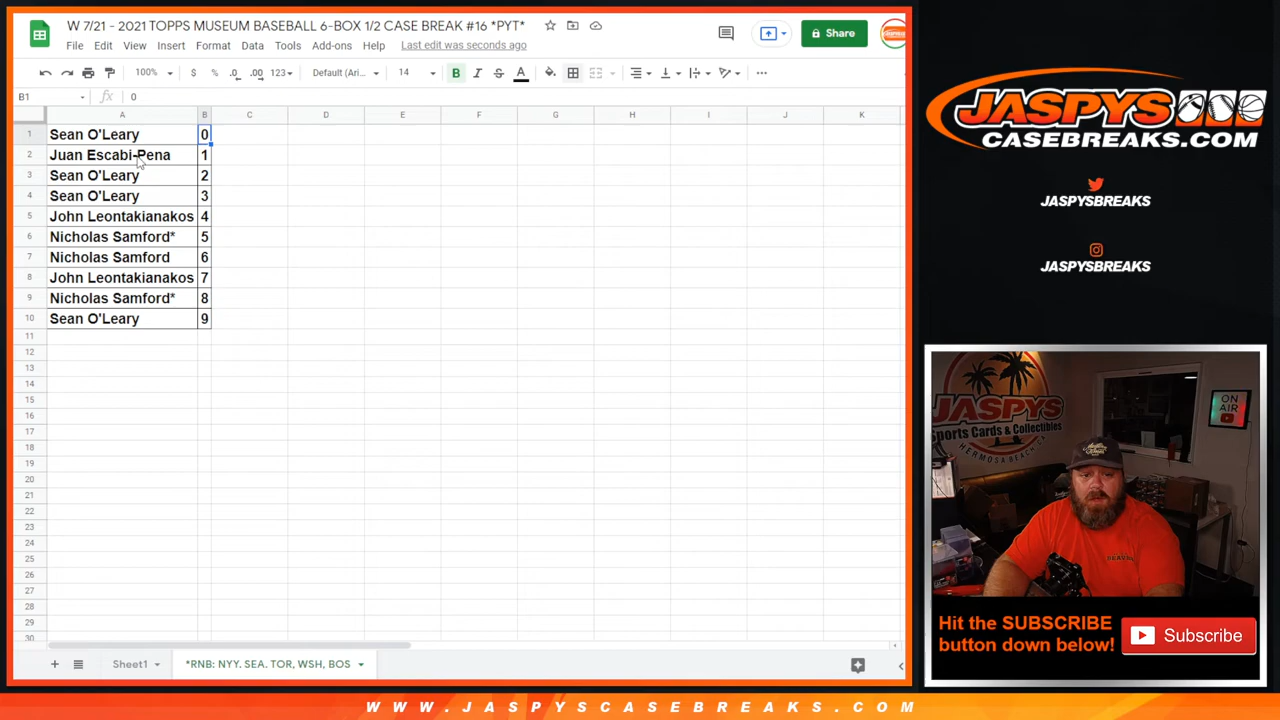 W 7/21 - 2021 TOPPS MUSEUM BASEBALL 6-BOX 1/2 CASE BREAK #16 *PYT*
File Edit View Insert Format Data Tools Add-ons Help Last edit was seconds ago
Share
100% $ % .0 .00 123 Default (Ari... 14 B I S A
B1 fx 0
A B C D E F G H I J K
1 Sean O'Leary 0
2 Juan Escabi-Pena 1
3 Sean O'Leary 2
4 Sean O'Leary 3
5 John Leontakianakos 4
6 Nicholas Samford* 5
7 Nicholas Samford 6
8 John Leontakianakos 7
9 Nicholas Samford* 8
10 Sean O'Leary 9
11
12
13
14
15
16
17
18
19
20
21
22
23
24
25
26
27
28
29
30
Sheet1 *RNB: NYY. SEA. TOR, WSH, BOS
JASPYS
CASEBREAKS.COM
JASPYSBREAKS
JASPYSBREAKS
JASPYS
Sports Cards & Collectibles
HERMOSA BEACH, CA
ON
AIR
Hit the SUBSCRIBE
button down below!
Subscribe
WWW.JASPYSCASEBREAKS.COM